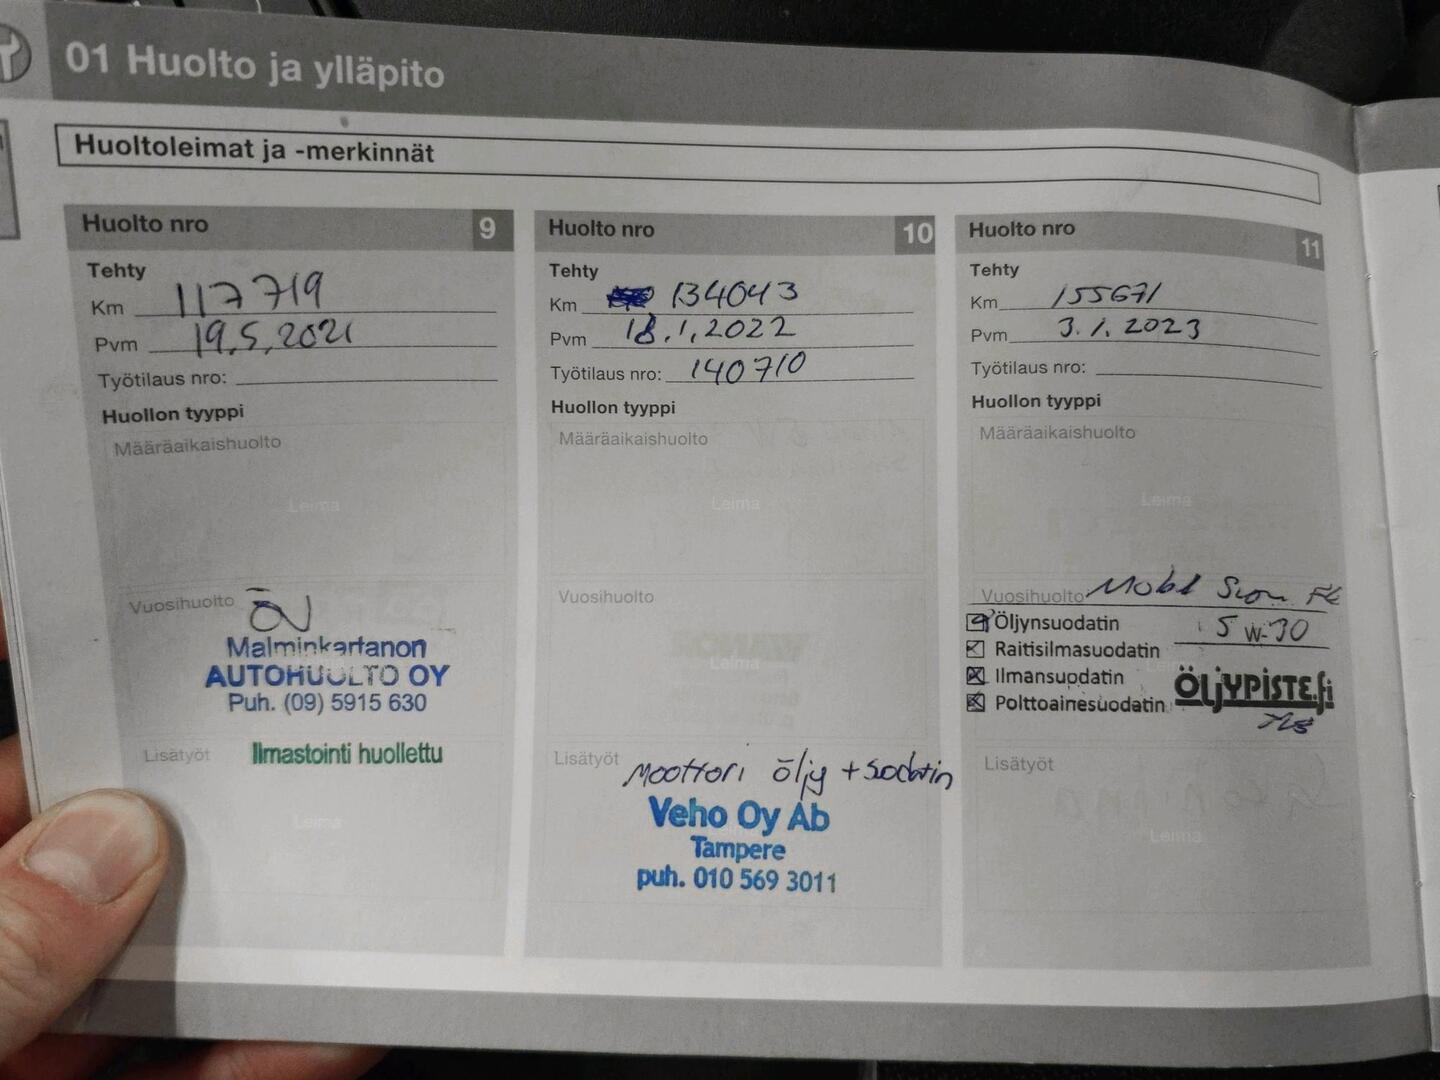 01 Huolto ja ylläpito
Huoltoleimat ja -merkinnät
Huolto nro 9
Tehty
Km 117719
Pvm 19.5.2021
Työtilaus nro:
Huollon tyyppi
Määräaikaishuolto
Leima
Vuosihuolto
Malminkartanon
AUTOHUOLTO OY
Puh. (09) 5915 630
Lisätyöt Ilmastointi huollettu
Leima
Huolto nro 10
Tehty
Km 134043
Pvm 18.1.2022
Työtilaus nro: 140710
Huollon tyyppi
Määräaikaishuolto
Leima
Vuosihuolto
Leima
Lisätyöt Moottori öljy + suodatin
Veho Oy Ab
Tampere
puh. 010 569 3011
Huolto nro 11
Tehty
Km 155671
Pvm 3.1.2023
Työtilaus nro:
Huollon tyyppi
Määräaikaishuolto
Leima
Vuosihuolto Mobil
Öljynsuodatin 5W-30
Raitisilmasuodatin
Ilmansuodatin ÖLJYPISTE.fi
Polttoainesuodatin
Lisätyöt
Leima